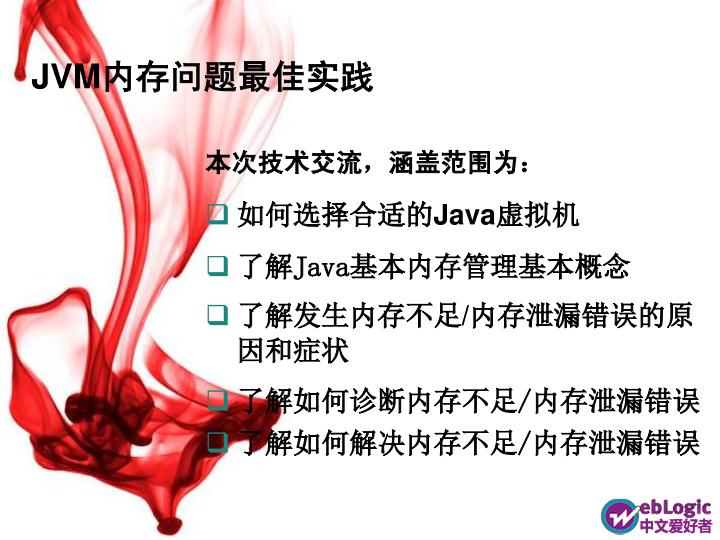 JVM内存问题最佳实践
本次技术交流，涵盖范围为：
如何选择合适的Java虚拟机
了解Java基本内存管理基本概念
了解发生内存不足/内存泄漏错误的原
因和症状
了解如何诊断内存不足/内存泄漏错误
了解如何解决内存不足/内存泄漏错误
WebLogic
中文爱好者